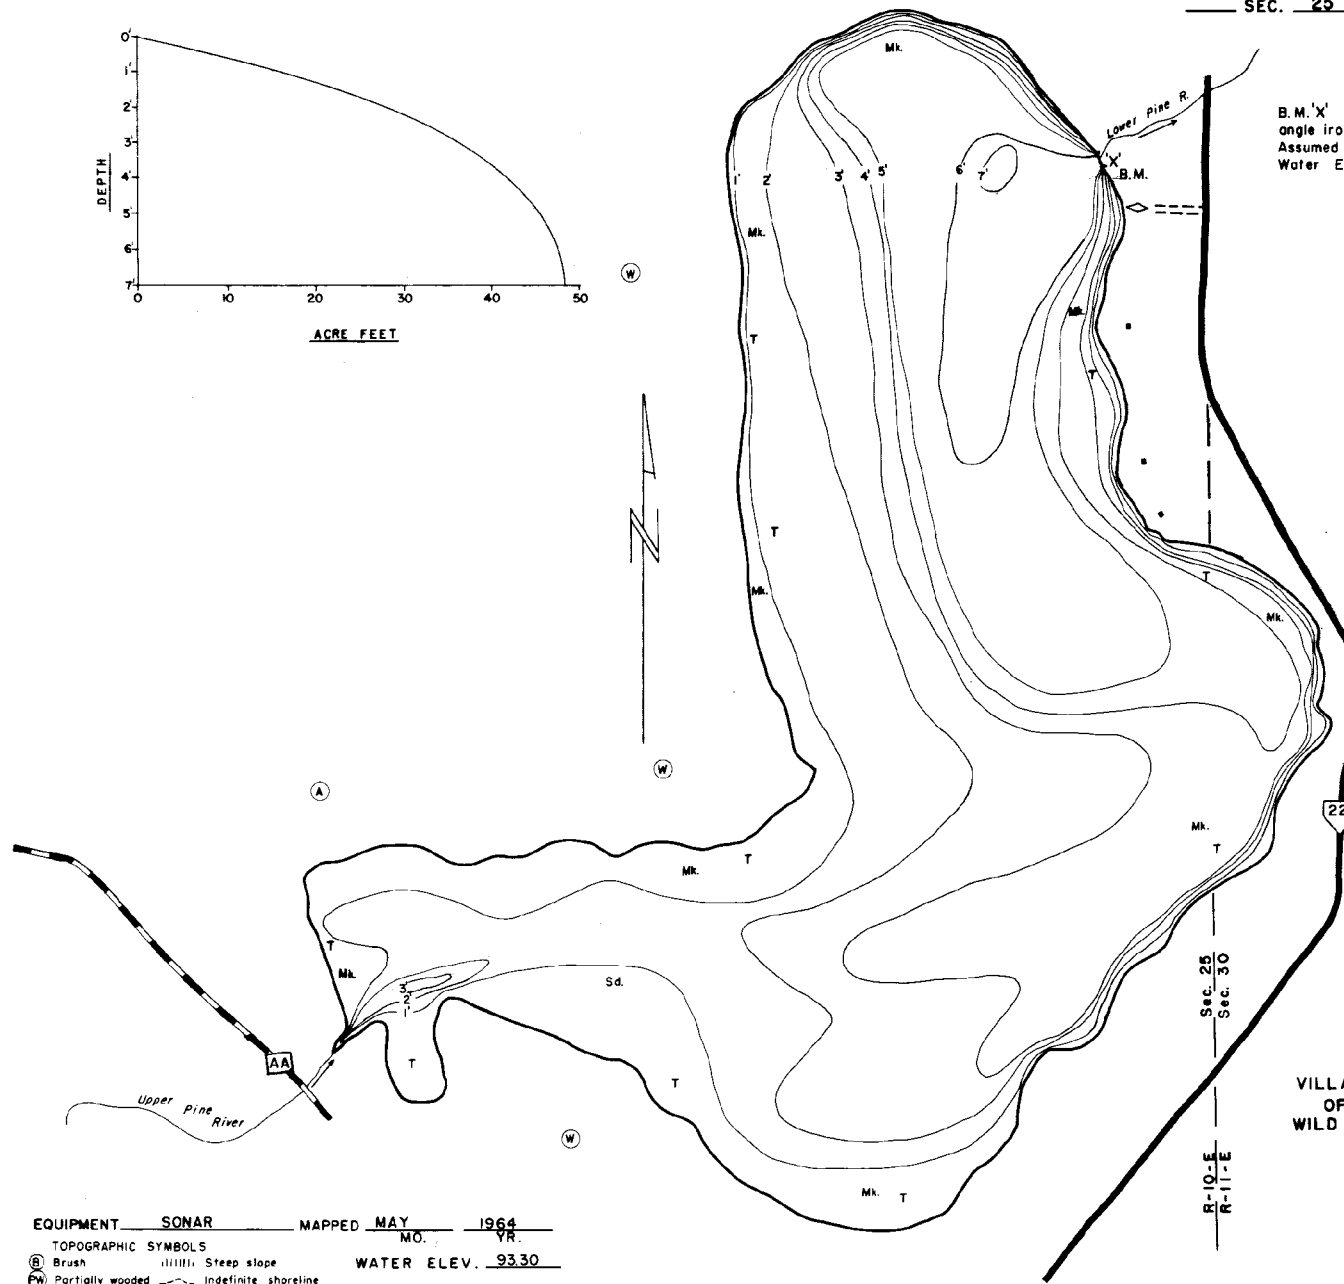 SEC. 25
0'
1'
2'
3'
4'
5'
6'
7'
DEPTH
0 10 20 30 40 50
ACRE FEET
W
Mk.
Lower Pine R.
'X'
B.M.
B.M. 'X'
angle iro
Assumed
Water E
1' 2' 3' 4' 5' 6' 7'
Mk.
Mk.
T
T
N
T
Mk.
T
Mk.
W
A
22
Mk.
T
T
Mk.
T
Mk.
Sd.
3'
2'
1'
Sec. 25
Sec. 30
AA
T
T
Upper Pine River
VILLA
OF
WILD
W
R-10-E
R-11-E
Mk. T
EQUIPMENT SONAR MAPPED MAY 1964
MO. YR.
TOPOGRAPHIC SYMBOLS
B Brush Steep slope WATER ELEV. 93.30
PW Partially wooded Indefinite shoreline